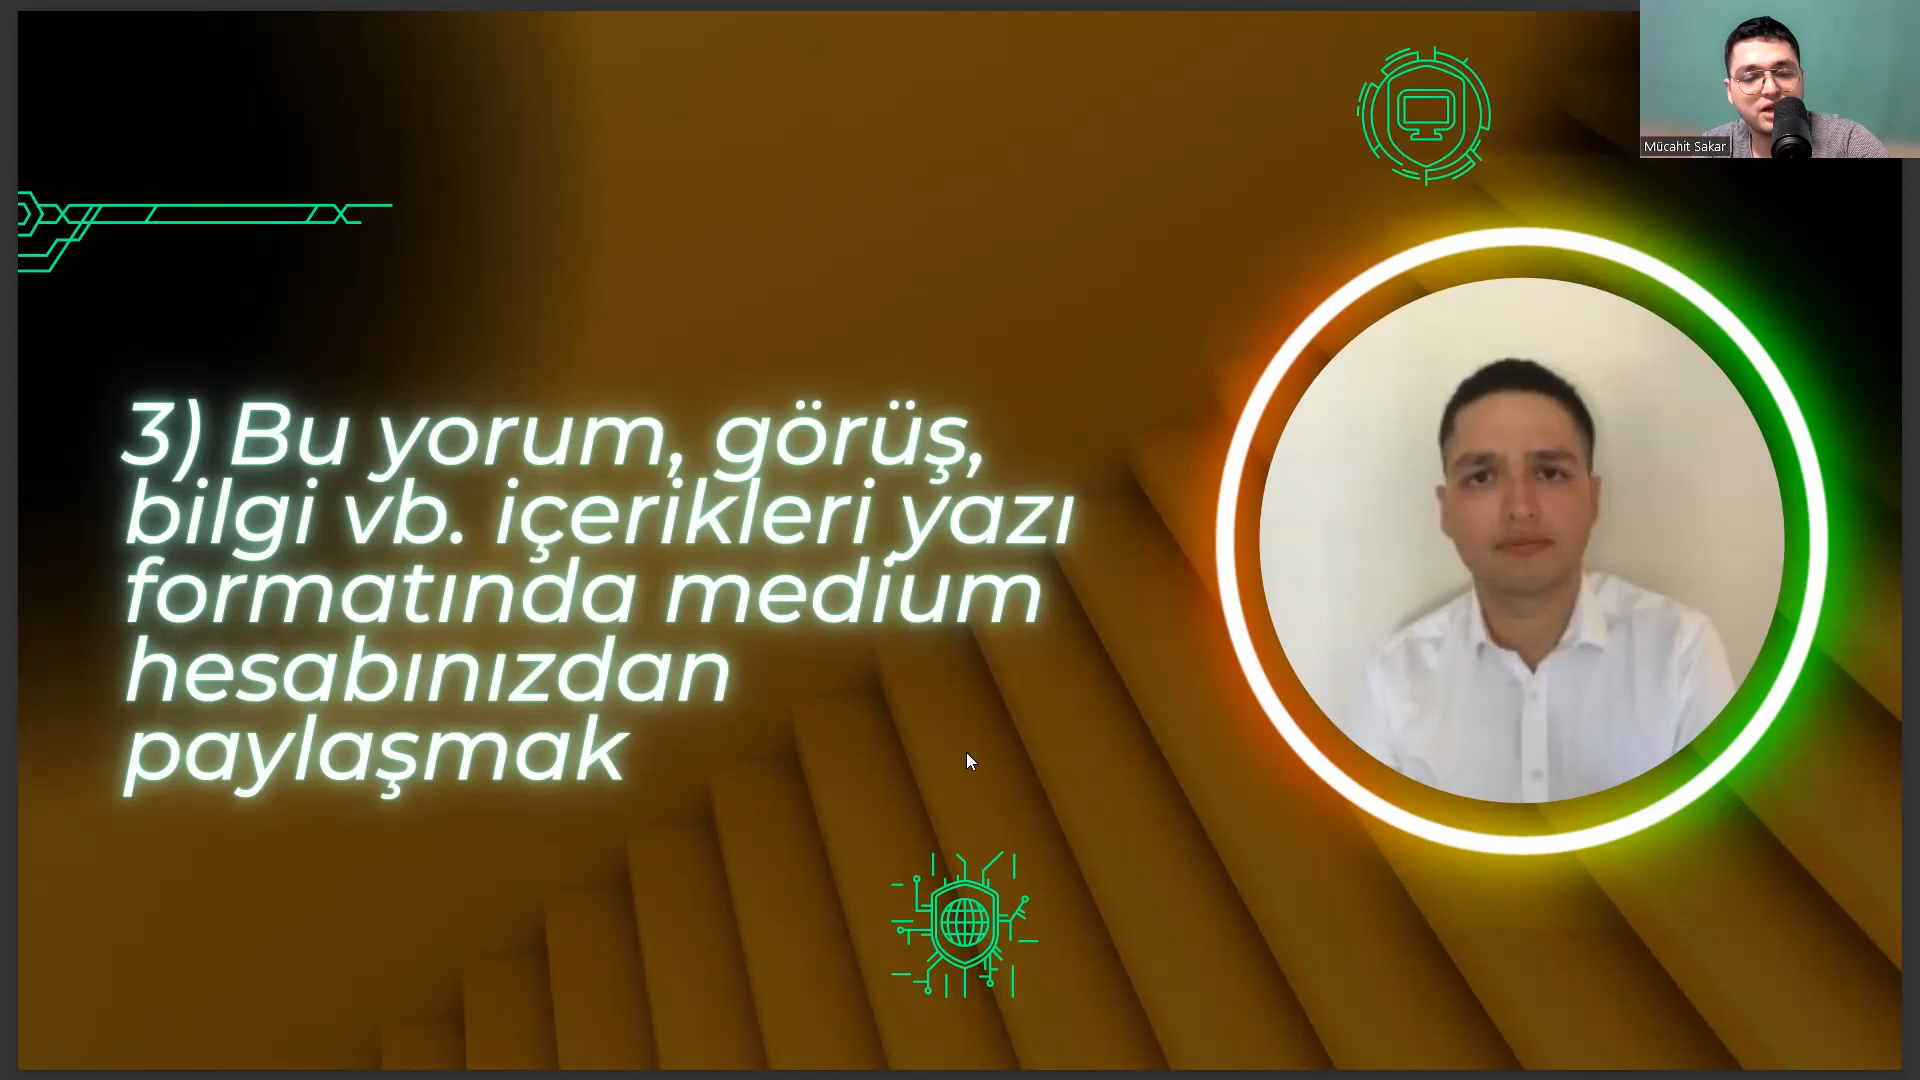 Mücahit Sakar
3) Bu yorum, görüş,
bilgi vb. içerikleri yazı
formatında medium
hesabınızdan
paylaşmak